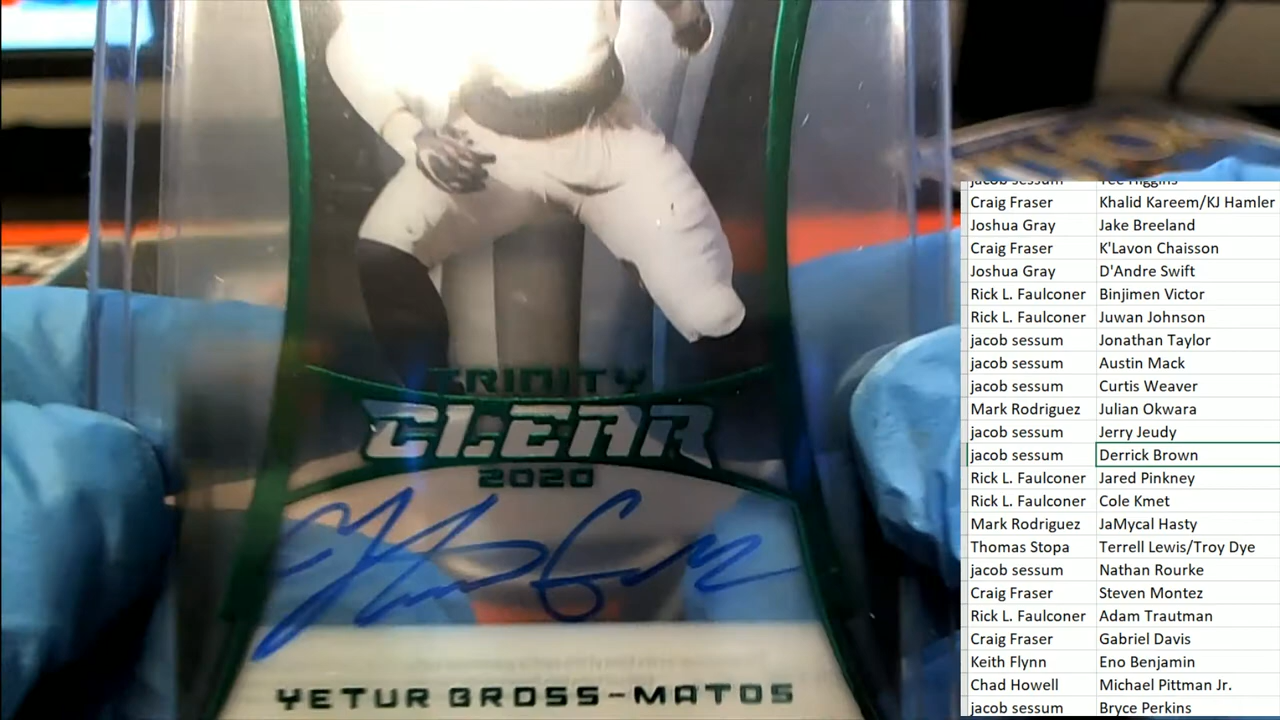 TRINITY
CLEAR
2020
YETUR GROSS-MATOS
jacob sessum Tee Higgins
Craig Fraser Khalid Kareem/KJ Hamler
Joshua Gray Jake Breeland
Craig Fraser K'Lavon Chaisson
Joshua Gray D'Andre Swift
Rick L. Faulconer Binjimen Victor
Rick L. Faulconer Juwan Johnson
jacob sessum Jonathan Taylor
jacob sessum Austin Mack
jacob sessum Curtis Weaver
Mark Rodriguez Julian Okwara
jacob sessum Jerry Jeudy
jacob sessum Derrick Brown
Rick L. Faulconer Jared Pinkney
Rick L. Faulconer Cole Kmet
Mark Rodriguez JaMycal Hasty
Thomas Stopa Terrell Lewis/Troy Dye
jacob sessum Nathan Rourke
Craig Fraser Steven Montez
Rick L. Faulconer Adam Trautman
Craig Fraser Gabriel Davis
Keith Flynn Eno Benjamin
Chad Howell Michael Pittman Jr.
jacob sessum Bryce Perkins